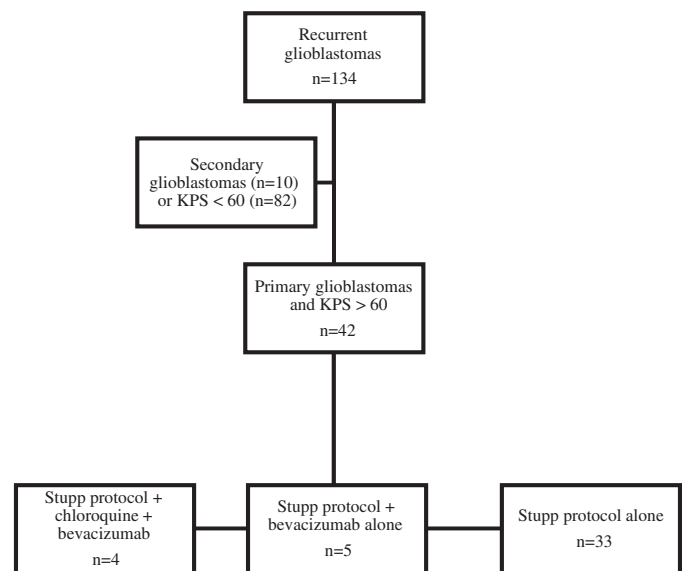 Recurrent
glioblastomas
n=134
Secondary
glioblastomas (n=10)
or KPS < 60 (n=82)
Primary glioblastomas
and KPS > 60
n=42
Stupp protocol +
chloroquine +
bevacizumab
n=4
Stupp protocol +
bevacizumab alone
n=5
Stupp protocol alone
n=33